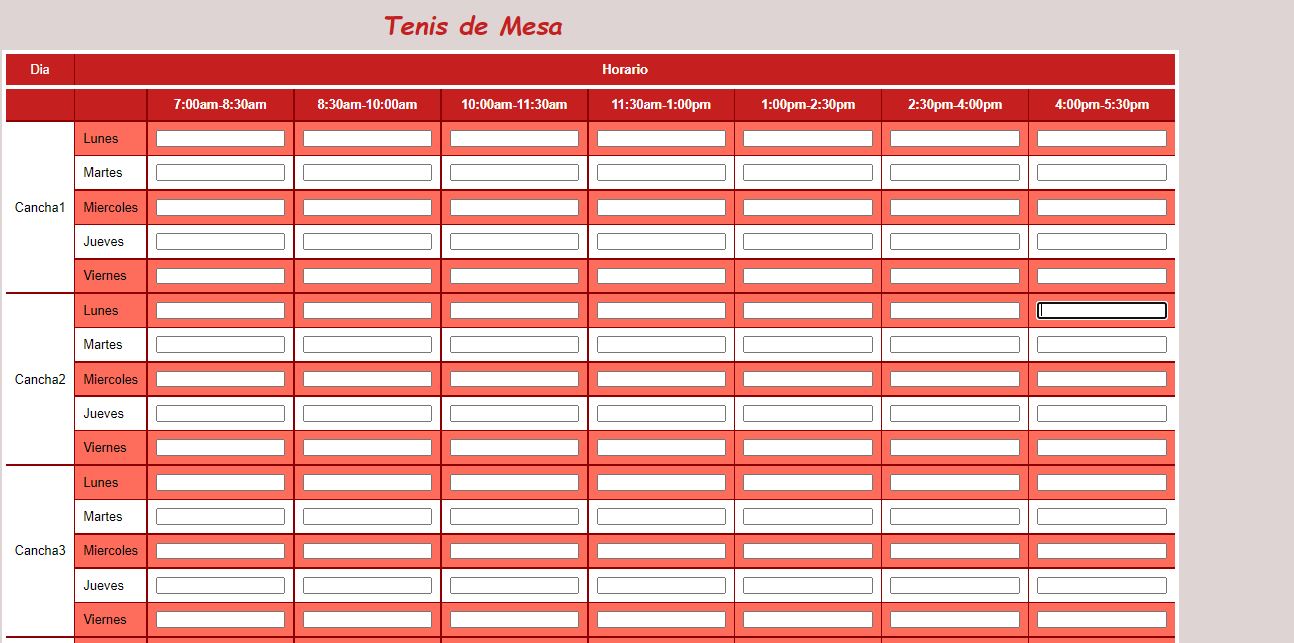 Tenis de Mesa
Dia Horario
7:00am-8:30am 8:30am-10:00am 10:00am-11:30am 11:30am-1:00pm 1:00pm-2:30pm 2:30pm-4:00pm 4:00pm-5:30pm
Lunes
Martes
Cancha1 Miercoles
Jueves
Viernes
Lunes
Martes
Cancha2 Miercoles
Jueves
Viernes
Lunes
Martes
Cancha3 Miercoles
Jueves
Viernes